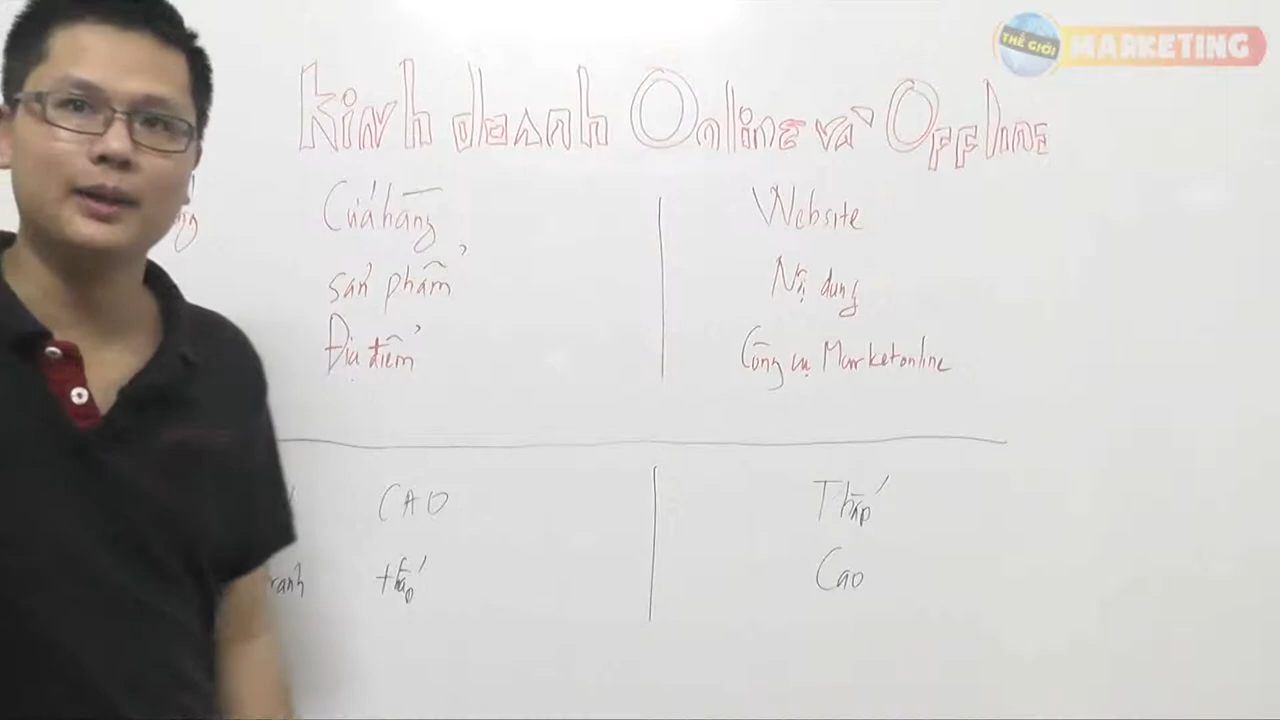 THẾ GIỚI MARKETING
Kinh doanh Online và Offline
Cửa hàng Website
sản phẩm Nội dung
Địa điểm Công cụ Marketonline
CAO Thấp
thấp Cao